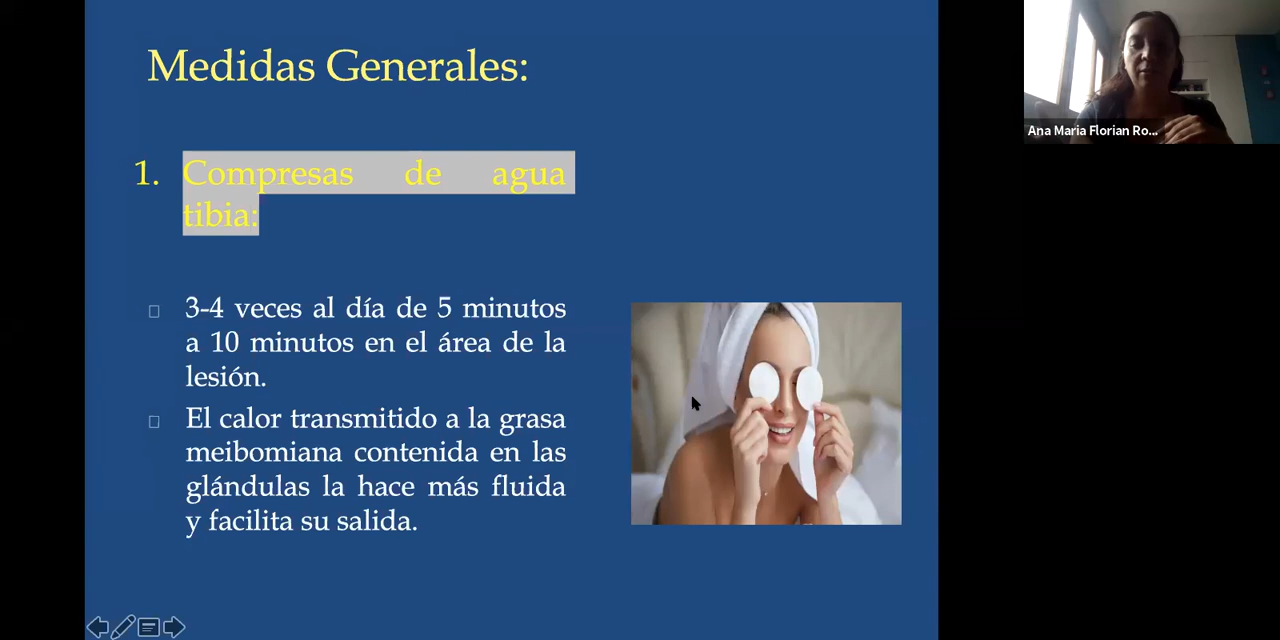 Medidas Generales:
1. Compresas de agua
tibia:
3-4 veces al día de 5 minutos
a 10 minutos en el área de la
lesión.
El calor transmitido a la grasa
meibomiana contenida en las
glándulas la hace más fluida
y facilita su salida.
Ana Maria Florian Ro...